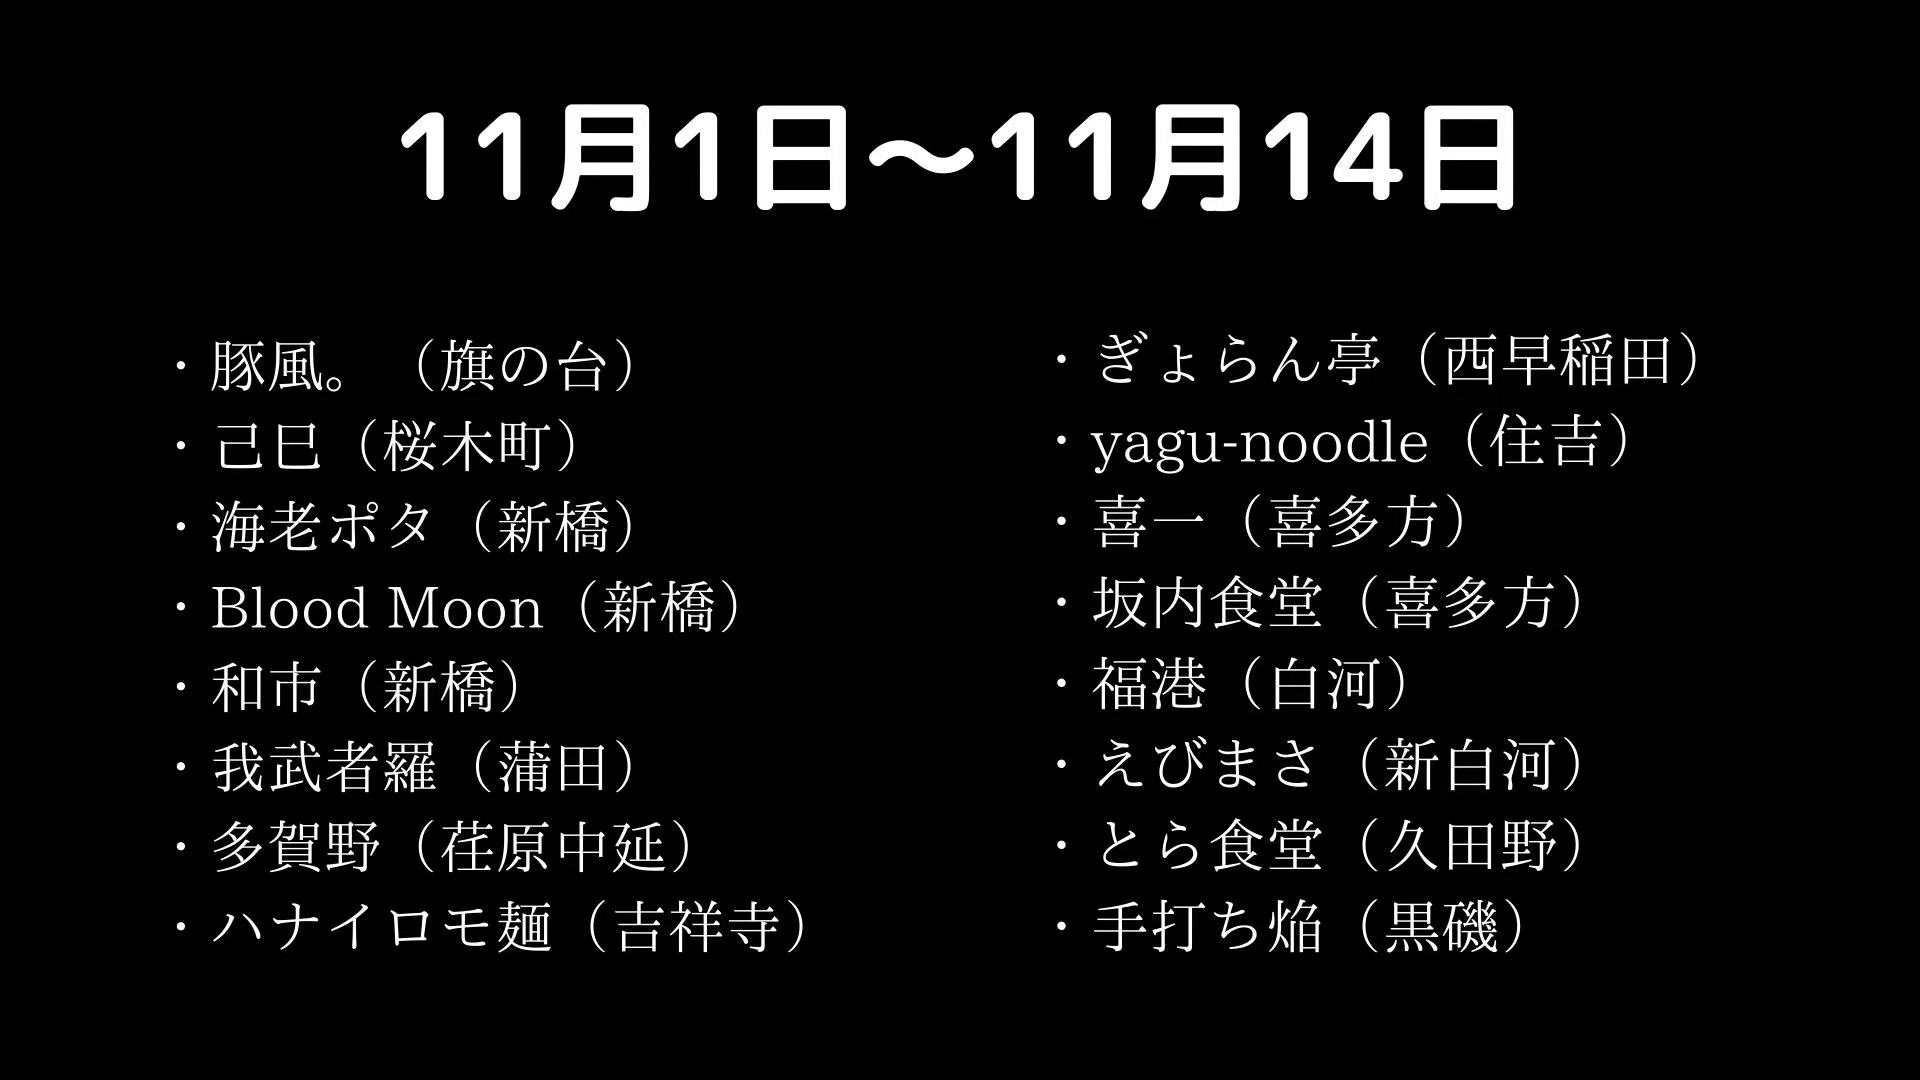 11月1日〜11月14日
・豚風。（旗の台）
・己巳（桜木町）
・海老ポタ（新橋）
・Blood Moon（新橋）
・和市（新橋）
・我武者羅（蒲田）
・多賀野（荏原中延）
・ハナイロモ麺（吉祥寺）
・ぎょらん亭（西早稲田）
・yagu-noodle（住吉）
・喜一（喜多方）
・坂内食堂（喜多方）
・福港（白河）
・えびまさ（新白河）
・とら食堂（久田野）
・手打ち焔（黒磯）